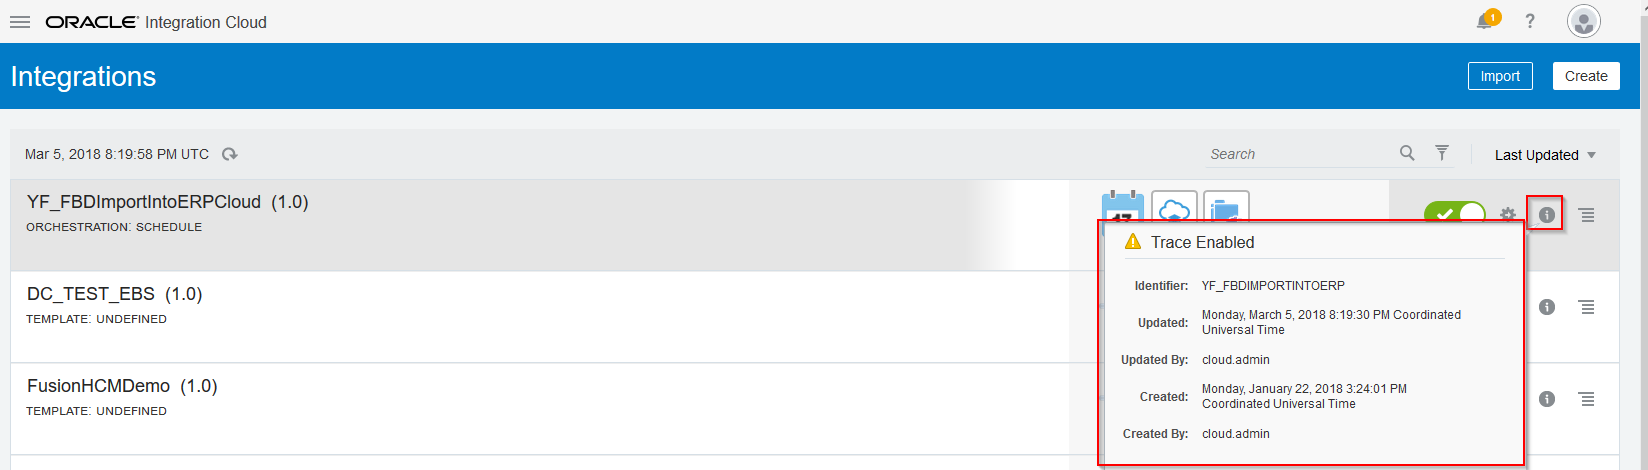 ORACLE Integration Cloud
1
?
Integrations
Import
Create
Mar 5, 2018 8:19:58 PM UTC
Search
Last Updated
YF_FBDImportIntoERPCloud (1.0)
ORCHESTRATION: SCHEDULE
Trace Enabled
Identifier: YF_FBDIMPORTINTOERP
Updated: Monday, March 5, 2018 8:19:30 PM Coordinated
Universal Time
Updated By: cloud.admin
Created: Monday, January 22, 2018 3:24:01 PM
Coordinated Universal Time
Created By: cloud.admin
DC_TEST_EBS (1.0)
TEMPLATE: UNDEFINED
FusionHCMDemo (1.0)
TEMPLATE: UNDEFINED